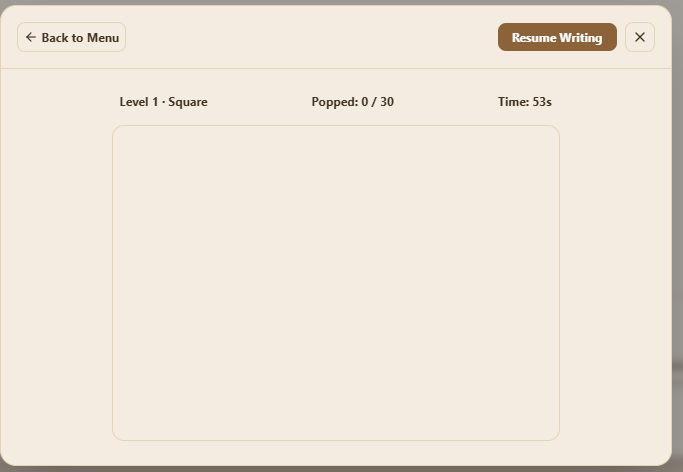 ← Back to Menu
Resume Writing
Level 1 · Square
Popped: 0 / 30
Time: 53s